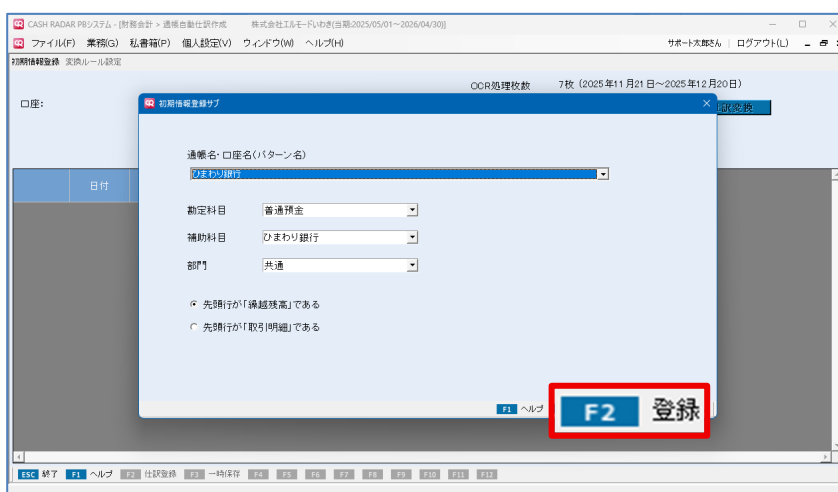 CASH RADAR PBシステム - [財務会計 > 通帳自動仕訳作成 株式会社エルモードいわき(当期:2025/05/01~2026/04/30)]
ファイル(F) 業務(G) 私書箱(P) 個人設定(V) ウィンドウ(W) ヘルプ(H) サポート太郎さん ログアウト(L)
初期情報登録 変換ルール設定
OCR処理枚数 7枚 (2025年11月21日~2025年12月20日)
口座:
初期情報登録サブ
訳変換
通帳名・口座名(パターン名)
ひまわり銀行
日付
勘定科目 普通預金
補助科目 ひまわり銀行
部門 共通
先頭行が「繰越残高」である
先頭行が「取引明細」である
F1 ヘルプ
F2 登録
ESC 終了 F1 ヘルプ F2 仕訳登録 F3 一時保存 F4 F5 F6 F7 F8 F9 F10 F11 F12